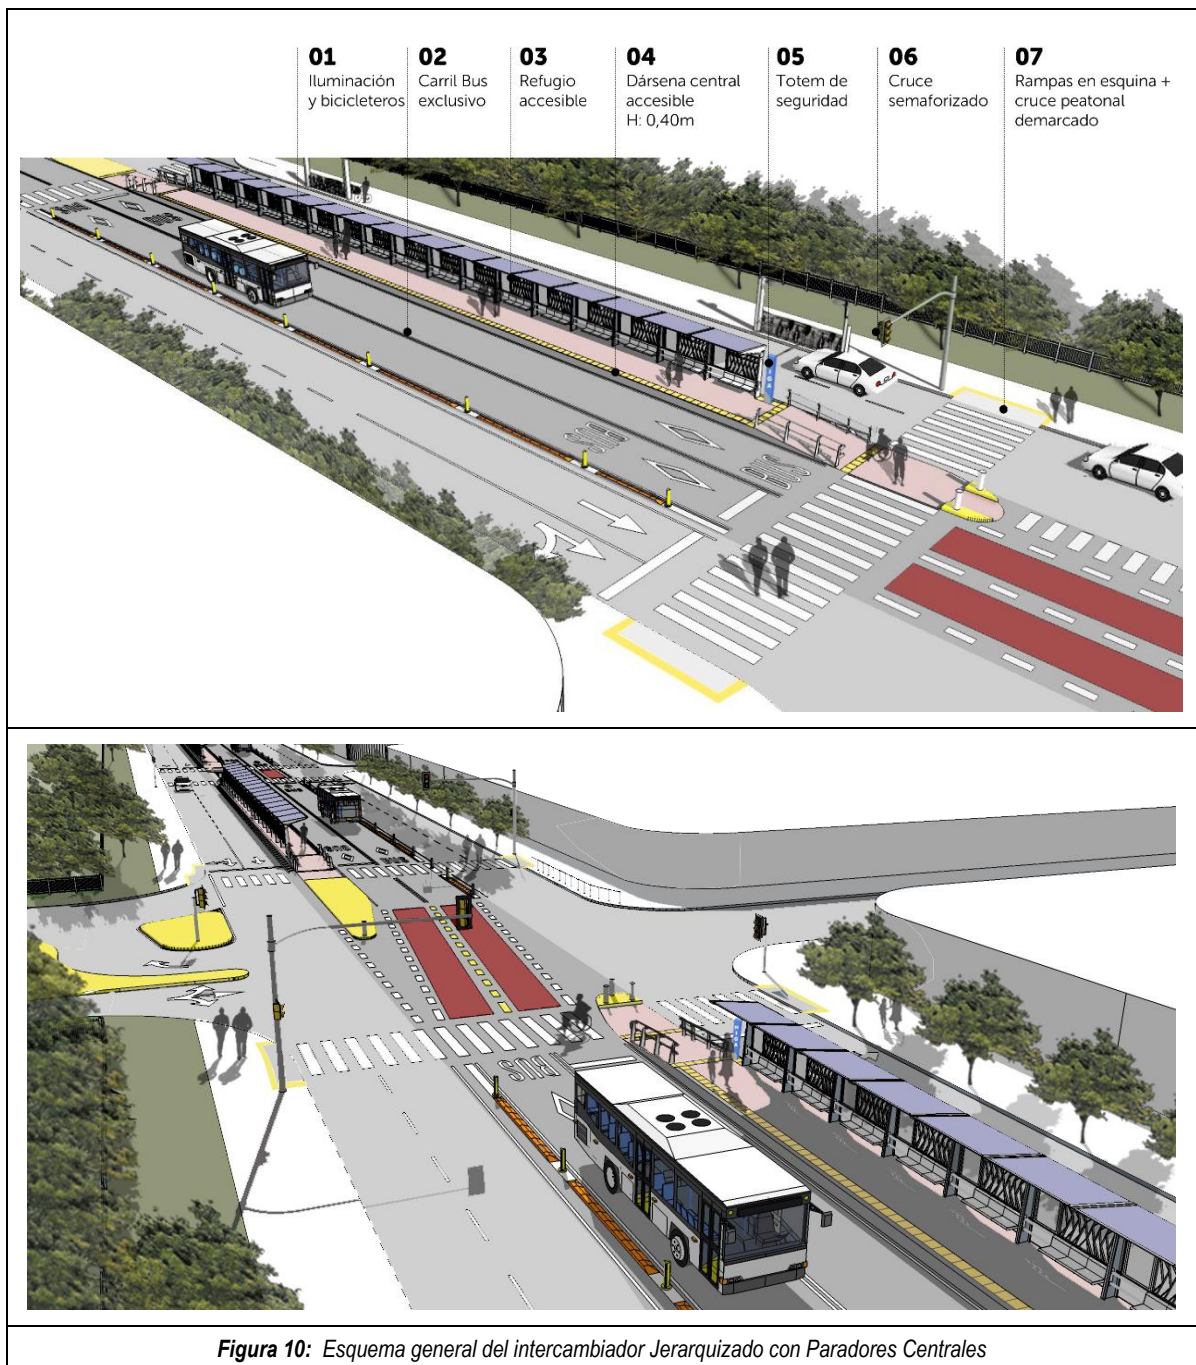 01
Iluminación
y bicicleteros
02
Carril Bus
exclusivo
03
Refugio
accesible
04
Dársena central
accesible
H: 0,40m
05
Totem de
seguridad
06
Cruce
semaforizado
07
Rampas en esquina +
cruce peatonal
demarcado
BUS
BUS
BUS
BUS
Figura 10: Esquema general del intercambiador Jerarquizado con Paradores Centrales